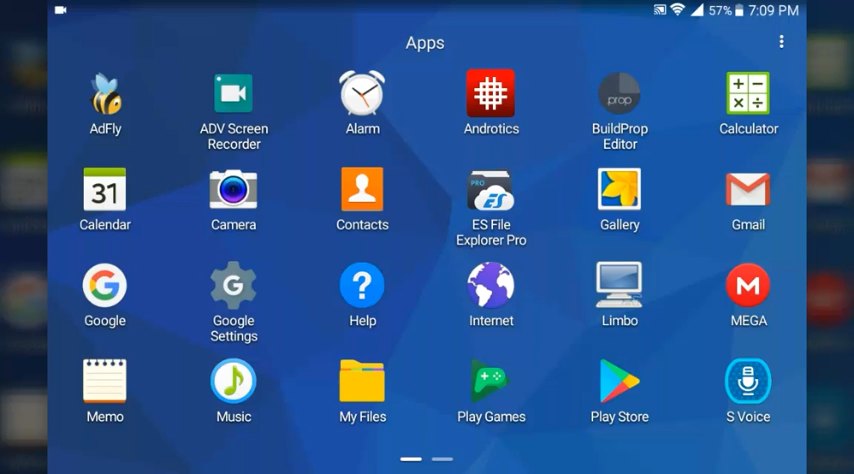 57% 7:09 PM
Apps
AdFly
ADV Screen
Recorder
Alarm
Androtics
prop
BuildProp
Editor
+ −
× ÷
Calculator
31
Calendar
Camera
Contacts
PRO
ES
ES File
Explorer Pro
Gallery
M
Gmail
G
Google
G
Google
Settings
?
Help
Internet
Limbo
M
MEGA
Memo
Music
My Files
Play Games
Play Store
S Voice